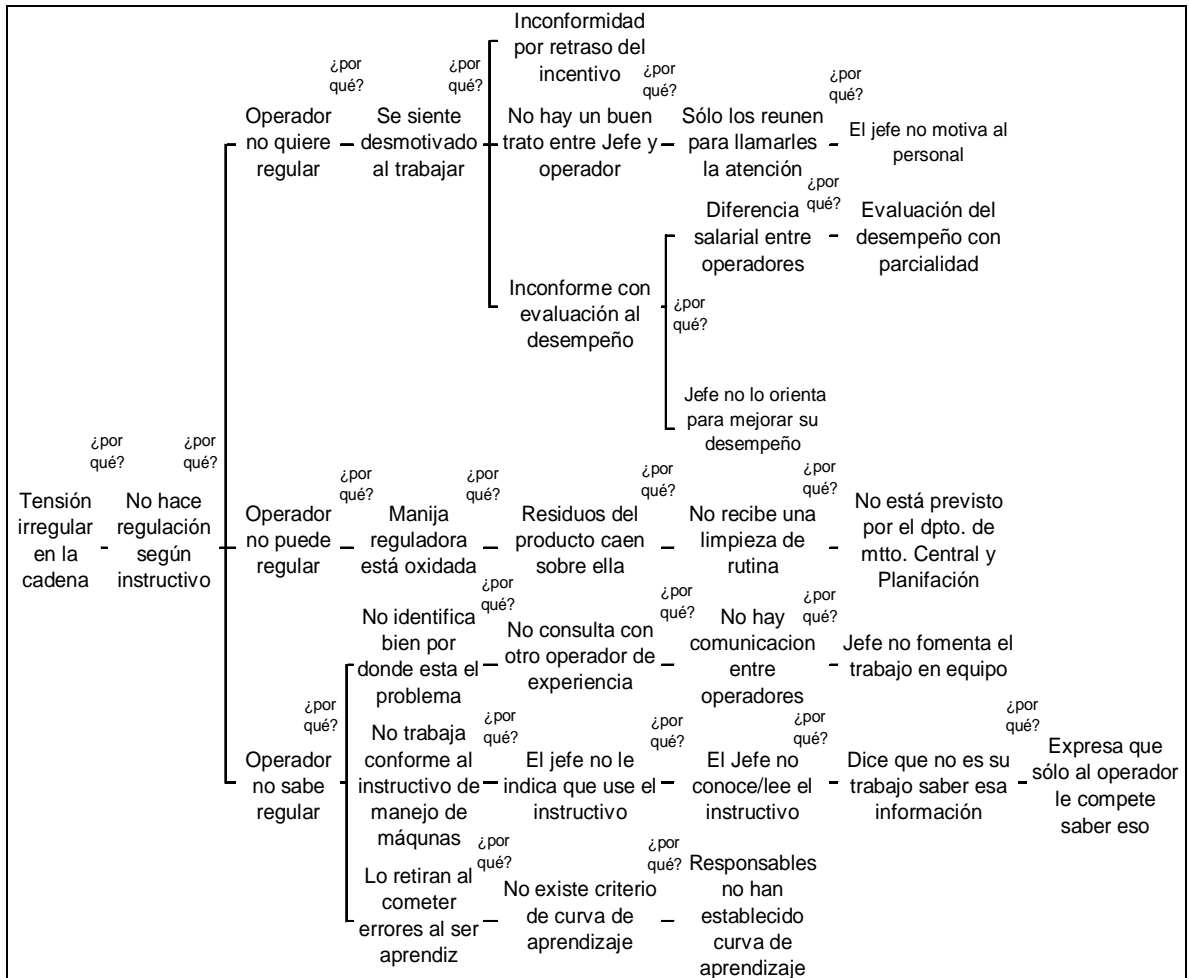 Inconformidad
por retraso del
incentivo
¿por
qué?
¿por
qué?
¿por
qué?
¿por
qué?
Operador
no quiere
regular
Se siente
desmotivado
al trabajar
No hay un buen
trato entre Jefe y
operador
Sólo los reunen
para llamarles
la atención
El jefe no motiva al
personal
¿por
qué?
Diferencia
salarial entre
operadores
Evaluación del
desempeño con
parcialidad
Inconforme con
evaluación al
desempeño
¿por
qué?
Jefe no lo orienta
para mejorar su
desempeño
¿por
qué?
¿por
qué?
Tensión
irregular
en la
cadena
No hace
regulación
según
instructivo
¿por
qué?
¿por
qué?
¿por
qué?
¿por
qué?
Operador
no puede
regular
Manija
reguladora
está oxidada
Residuos del
producto caen
sobre ella
No recibe una
limpieza de
rutina
No está previsto
por el dpto. de
mtto. Central y
Planifación
¿por
qué?
¿por
qué?
¿por
qué?
No identifica
bien por
donde esta el
problema
No consulta con
otro operador de
experiencia
No hay
comunicacion
entre
operadores
Jefe no fomenta el
trabajo en equipo
¿por
qué?
Operador
no sabe
regular
¿por
qué?
¿por
qué?
¿por
qué?
¿por
qué?
No trabaja
conforme al
instructivo de
manejo de
máqunas
El jefe no le
indica que use el
instructivo
El Jefe no
conoce/lee el
instructivo
Dice que no es su
trabajo saber esa
información
Expresa que
sólo al operador
le compete
saber eso
¿por
qué?
¿por
qué?
Lo retiran al
cometer
errores al ser
aprendiz
No existe criterio
de curva de
aprendizaje
Responsables
no han
establecido
curva de
aprendizaje